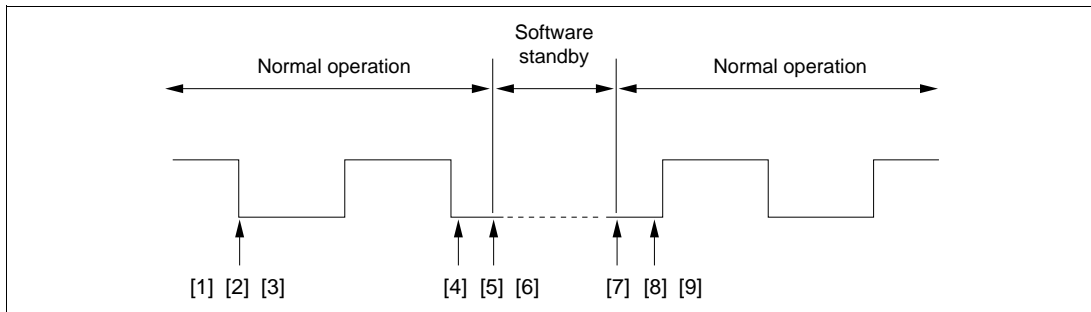 Software
standby
Normal operation
Normal operation
[1] [2] [3]
[4] [5] [6]
[7] [8] [9]